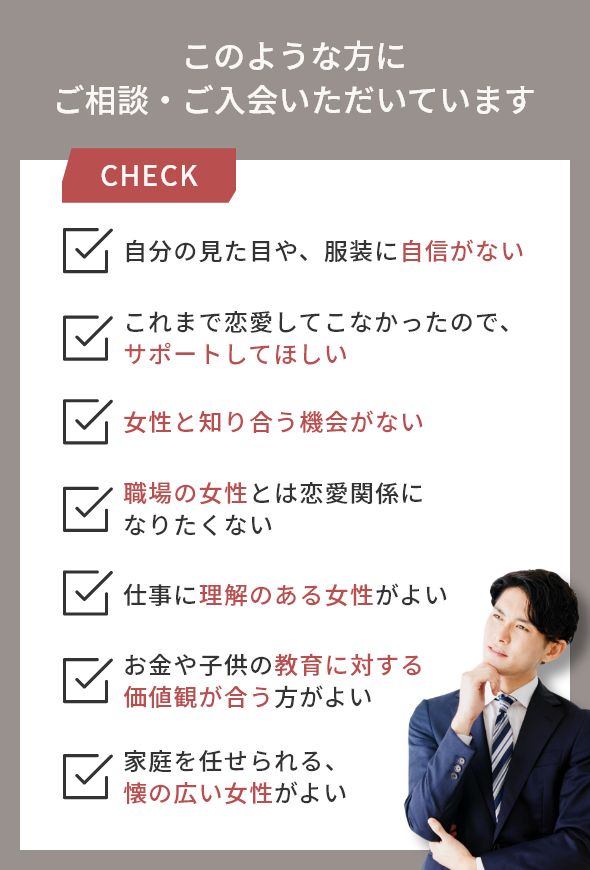 このような方に
ご相談・ご入会いただいています
CHECK
自分の見た目や、服装に自信がない
これまで恋愛してこなかったので、
サポートしてほしい
女性と知り合う機会がない
職場の女性とは恋愛関係に
なりたくない
仕事に理解のある女性がよい
お金や子供の教育に対する
価値観が合う方がよい
家庭を任せられる、
懐の広い女性がよい